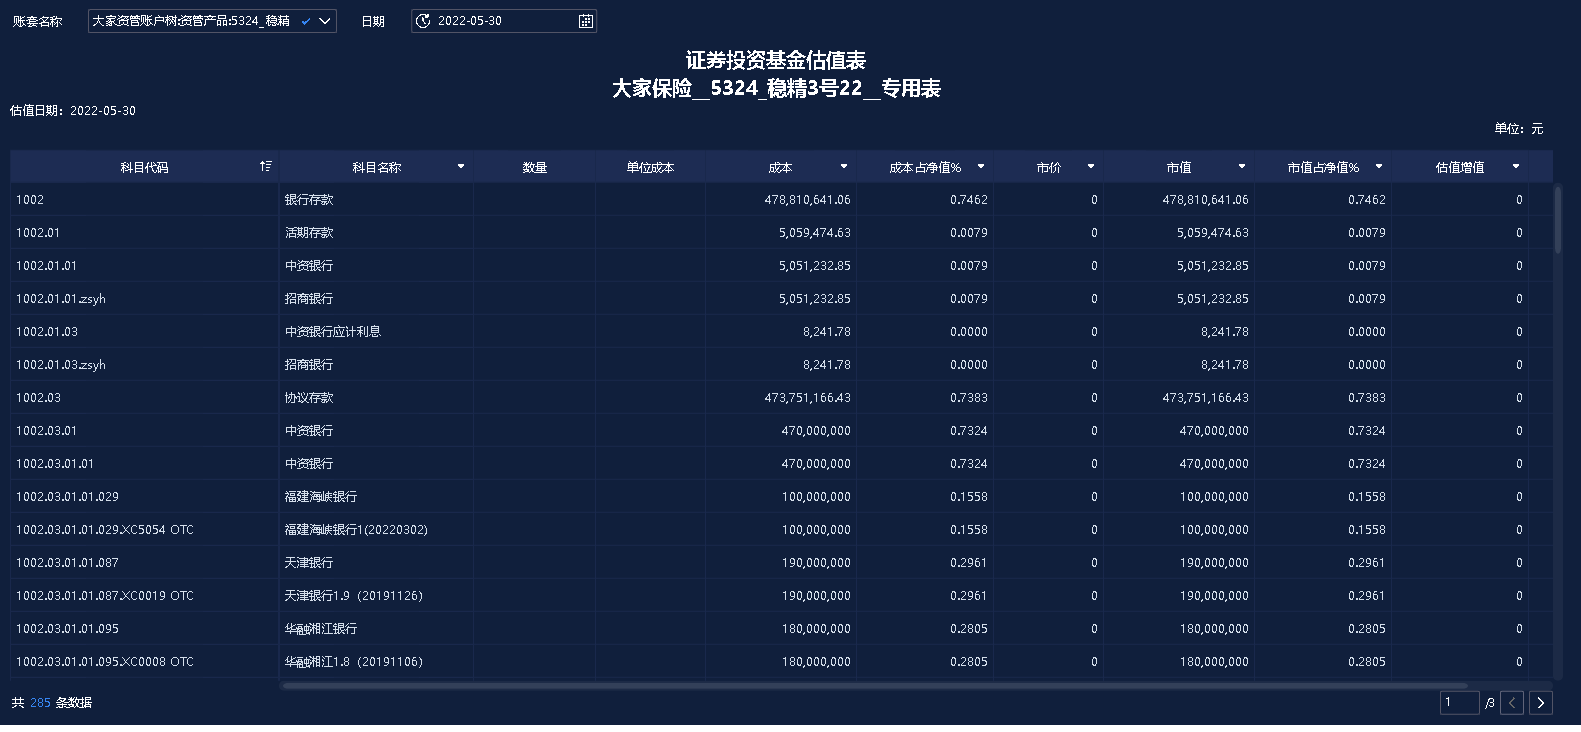 账套名称 大家资管账户树:资管产品:5324_稳精 日期 2022-05-30
证券投资基金估值表
大家保险__5324_稳精3号22__专用表
估值日期：2022-05-30
单位：元
科目代码 科目名称 数量 单位成本 成本 成本占净值% 市价 市值 市值占净值% 估值增值
1002 银行存款 478,810,641.06 0.7462 0 478,810,641.06 0.7462 0
1002.01 活期存款 5,059,474.63 0.0079 0 5,059,474.63 0.0079 0
1002.01.01 中资银行 5,051,232.85 0.0079 0 5,051,232.85 0.0079 0
1002.01.01.zsyh 招商银行 5,051,232.85 0.0079 0 5,051,232.85 0.0079 0
1002.01.03 中资银行应计利息 8,241.78 0.0000 0 8,241.78 0.0000 0
1002.01.03.zsyh 招商银行 8,241.78 0.0000 0 8,241.78 0.0000 0
1002.03 协议存款 473,751,166.43 0.7383 0 473,751,166.43 0.7383 0
1002.03.01 中资银行 470,000,000 0.7324 0 470,000,000 0.7324 0
1002.03.01.01 中资银行 470,000,000 0.7324 0 470,000,000 0.7324 0
1002.03.01.01.029 福建海峡银行 100,000,000 0.1558 0 100,000,000 0.1558 0
1002.03.01.01.029.XC5054 OTC 福建海峡银行1(20220302) 100,000,000 0.1558 0 100,000,000 0.1558 0
1002.03.01.01.087 天津银行 190,000,000 0.2961 0 190,000,000 0.2961 0
1002.03.01.01.087.XC0019 OTC 天津银行1.9（20191126） 190,000,000 0.2961 0 190,000,000 0.2961 0
1002.03.01.01.095 华融湘江银行 180,000,000 0.2805 0 180,000,000 0.2805 0
1002.03.01.01.095.XC0008 OTC 华融湘江1.8（20191106） 180,000,000 0.2805 0 180,000,000 0.2805 0
共 285 条数据 1 /3